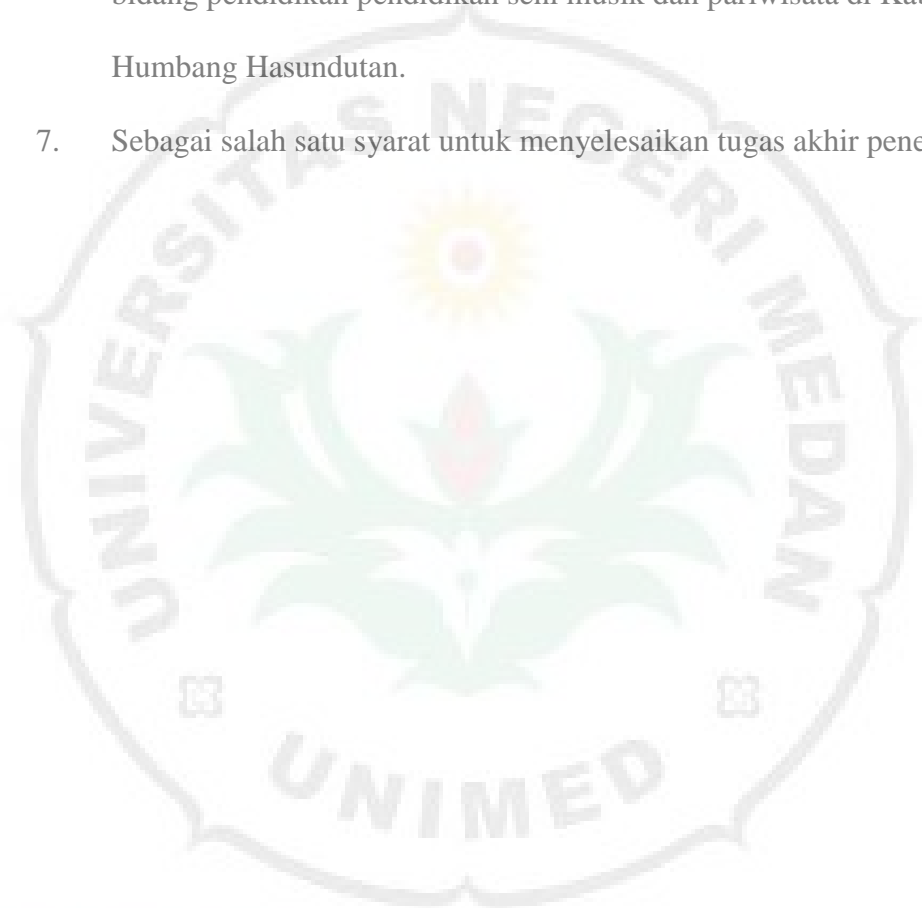 bidang pendidikan pendidikan seni musik dan pariwisata di
Humbang Hasundutan.
7. Sebagai salah satu syarat untuk menyelesaikan tugas akhir
UNIVERSITAS NEGERI MEDAN
UNIMED